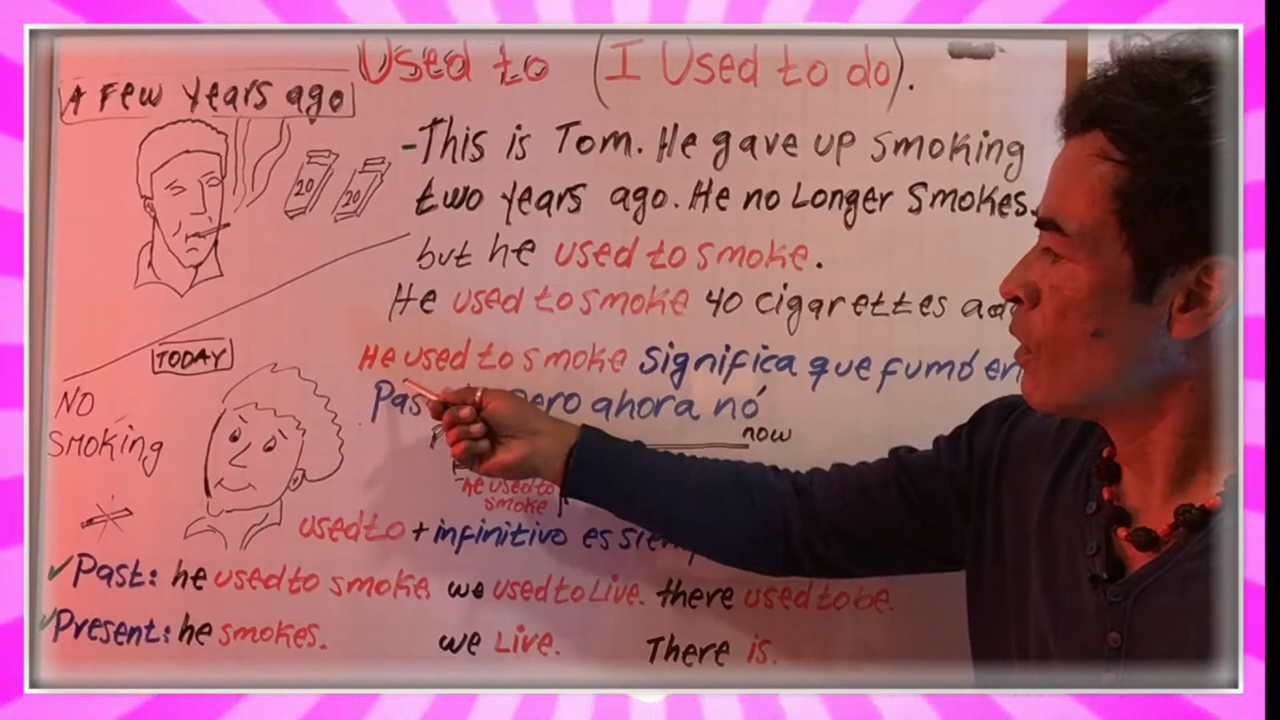 Used to (I Used to do).
A Few years ago
20 20
-This is Tom. He gave up smoking
two years ago. He no Longer Smokes.
but he used to smoke.
He used to smoke 40 cigarettes
He used to smoke significa que fumó en
pero ahora nó
TODAY
NO
SMOKing
now
he used to
smoke
used to + infinitivo es
Past: he used to smoke. we used to Live. there used to be.
Present: he smokes. we Live. There is.